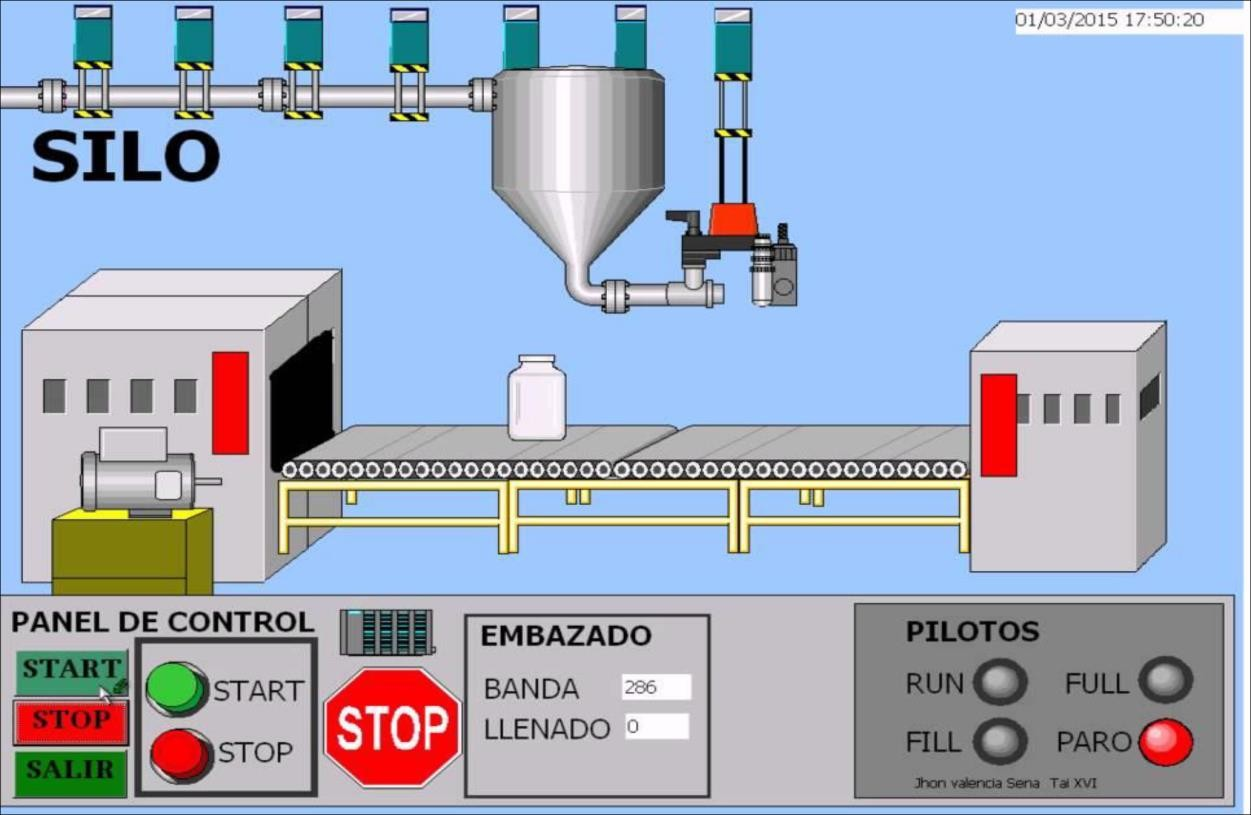 01/03/2015 17:50:20
SILO
PANEL DE CONTROL
START
STOP
SALIR
START
STOP
STOP
EMBAZADO
BANDA 286
LLENADO 0
PILOTOS
RUN FULL
FILL PARO
Jhon valencia Sena Tal XVI